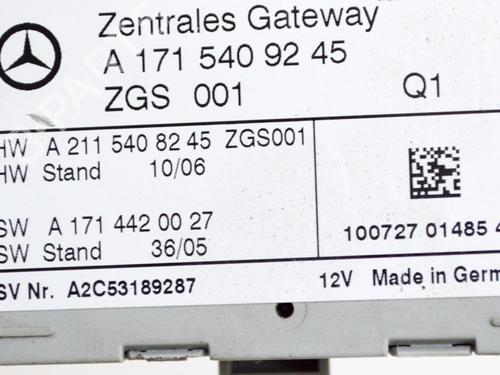 Zentrales Gateway
A 171 540 92 45
ZGS 001 Q1
HW A 211 540 82 45 ZGS001
HW Stand 10/06
SW A 171 442 00 27
SW Stand 36/05
100727 01485 4
SV Nr. A2C53189287 12V Made in Germ